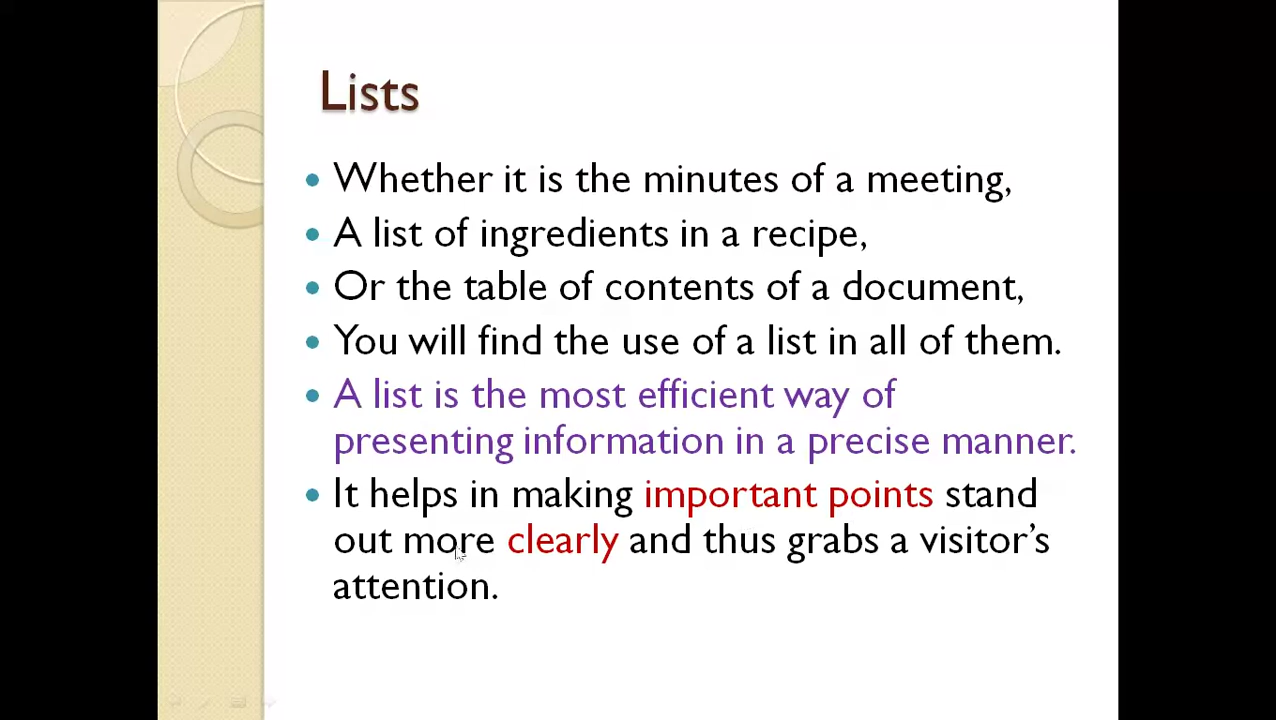 Lists
• Whether it is the minutes of a meeting,
• A list of ingredients in a recipe,
• Or the table of contents of a document,
• You will find the use of a list in all of them.
• A list is the most efficient way of
presenting information in a precise manner.
• It helps in making important points stand
out more clearly and thus grabs a visitor's
attention.